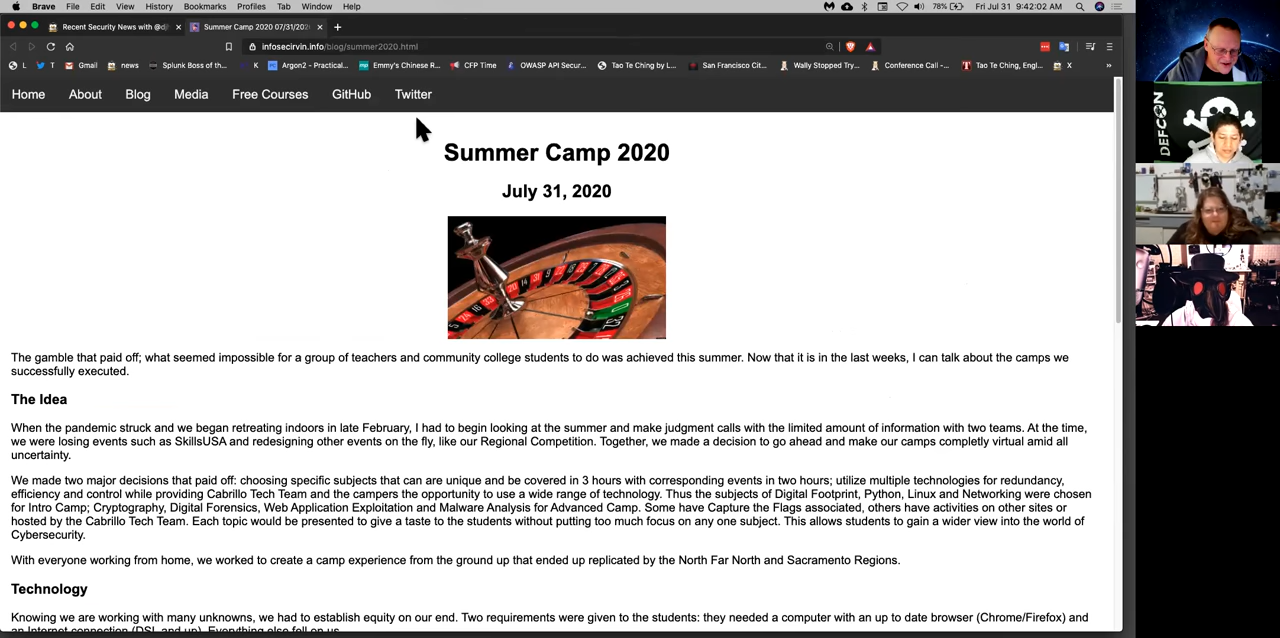 Brave File Edit View History Bookmarks Profiles Tab Window Help 78% Fri Jul 31 9:42:02 AM
Recent Security News with @dj Summer Camp 2020 07/31/202
infosecirvin.info/blog/summer2020.html
L T Gmail news Splunk Boss of th... K Argon2 - Practical... Emmy's Chinese R... CFP Time OWASP API Secur... Tao Te Ching by L... San Francisco Cit... Wally Stopped Try... Conference Call -... Tao Te Ching, Engl... X »
Home About Blog Media Free Courses GitHub Twitter
Summer Camp 2020
July 31, 2020
The gamble that paid off; what seemed impossible for a group of teachers and community college students to do was achieved this summer. Now that it is in the last weeks, I can talk about the camps we
successfully executed.
The Idea
When the pandemic struck and we began retreating indoors in late February, I had to begin looking at the summer and make judgment calls with the limited amount of information with two teams. At the time,
we were losing events such as SkillsUSA and redesigning other events on the fly, like our Regional Competition. Together, we made a decision to go ahead and make our camps completly virtual amid all
uncertainty.
We made two major decisions that paid off: choosing specific subjects that can are unique and be covered in 3 hours with corresponding events in two hours; utilize multiple technologies for redundancy,
efficiency and control while providing Cabrillo Tech Team and the campers the opportunity to use a wide range of technology. Thus the subjects of Digital Footprint, Python, Linux and Networking were chosen
for Intro Camp; Cryptography, Digital Forensics, Web Application Exploitation and Malware Analysis for Advanced Camp. Some have Capture the Flags associated, others have activities on other sites or
hosted by the Cabrillo Tech Team. Each topic would be presented to give a taste to the students without putting too much focus on any one subject. This allows students to gain a wider view into the world of
Cybersecurity.
With everyone working from home, we worked to create a camp experience from the ground up that ended up replicated by the North Far North and Sacramento Regions.
Technology
Knowing we are working with many unknowns, we had to establish equity on our end. Two requirements were given to the students: they needed a computer with an up to date browser (Chrome/Firefox) and
an Internet connection (DSL and up). Everything else fell on us.
DEFCON